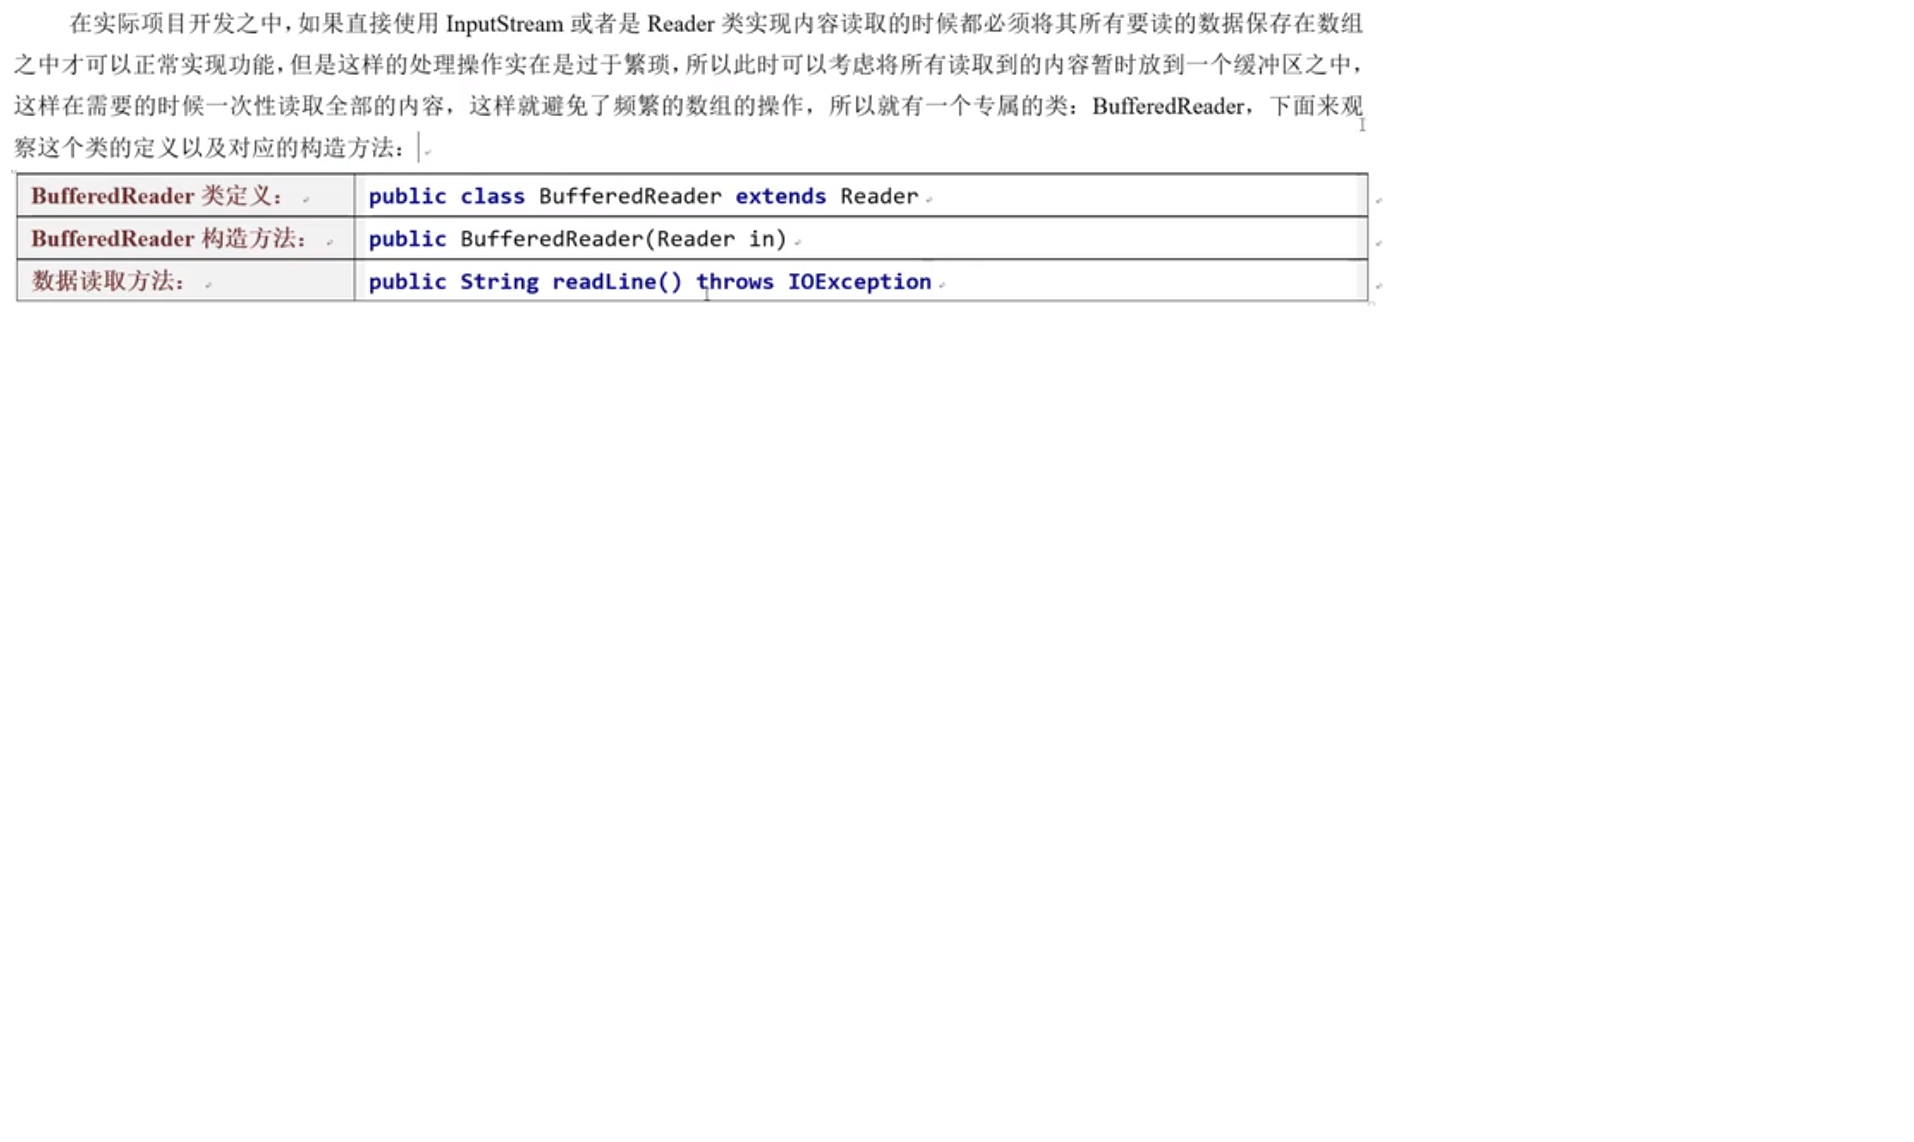 在实际项目开发之中，如果直接使用 InputStream 或者是 Reader 类实现内容读取的时候都必须将其所有要读的数据保存在数组
之中才可以正常实现功能，但是这样的处理操作实在是过于繁琐，所以此时可以考虑将所有读取到的内容暂时放到一个缓冲区之中，
这样在需要的时候一次性读取全部的内容，这样就避免了频繁的数组的操作，所以就有一个专属的类：BufferedReader，下面来观
察这个类的定义以及对应的构造方法：
BufferedReader 类定义： public class BufferedReader extends Reader
BufferedReader 构造方法： public BufferedReader(Reader in)
数据读取方法： public String readLine() throws IOException